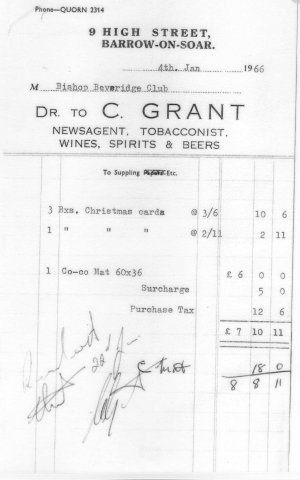 Phone—QUORN 2314
9 HIGH STREET,
BARROW-ON-SOAR.
4th. Jan 1966
M Bishop Beveridge Club
DR. TO C. GRANT
NEWSAGENT, TOBACCONIST,
WINES, SPIRITS & BEERS
To Suppling Papers Etc.
3 Bxs. Christmas cards @ 3/6 10 6
1 " " " @ 2/11 2 11
1 Co-co Mat 60x36 £ 6 0 0
Surcharge 5 0
Purchase Tax 12 6
£ 7 10 11
18 0
8 8 11